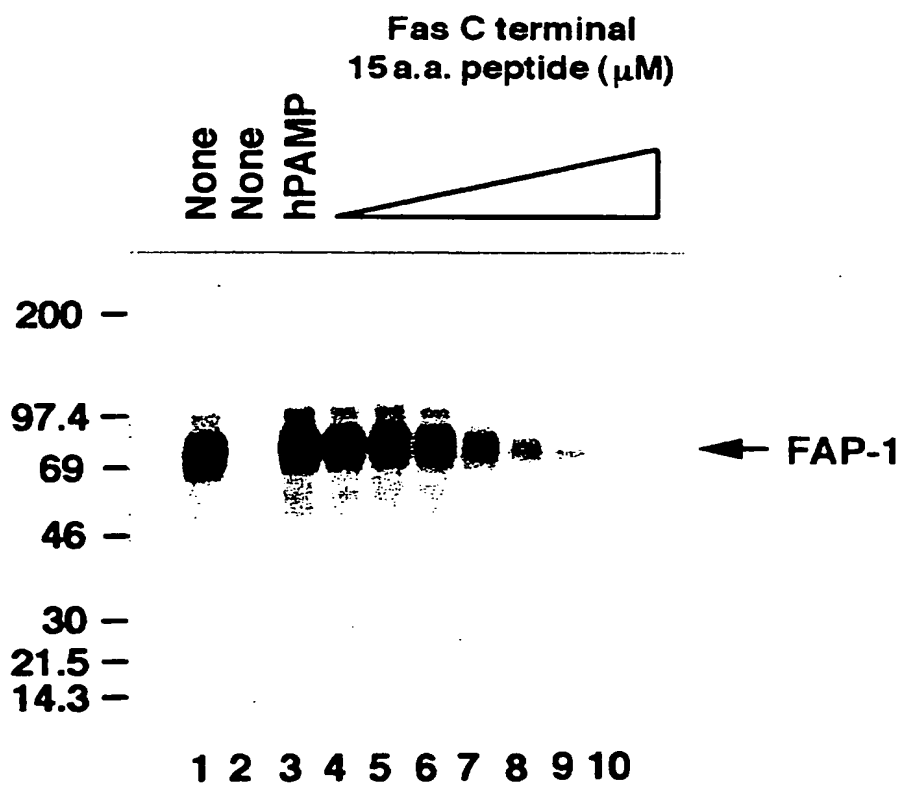 Fas C terminal
15 a.a. peptide (μM)
None
None
hPAMP
200
97.4
69
46
30
21.5
14.3
FAP-1
1 2 3 4 5 6 7 8 9 10